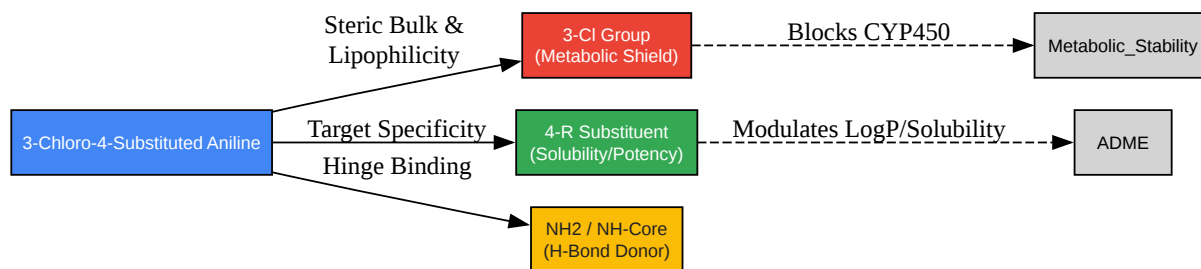 Steric Bulk &
Lipophilicity
3-Cl Group
(Metabolic Shield)
Blocks CYP450
Metabolic_Stability
3-Chloro-4-Substituted Aniline
Target Specificity
4-R Substituent
(Solubility/Potency)
Modulates LogP/Solubility
ADME
Hinge Binding
NH2 / NH-Core
(H-Bond Donor)